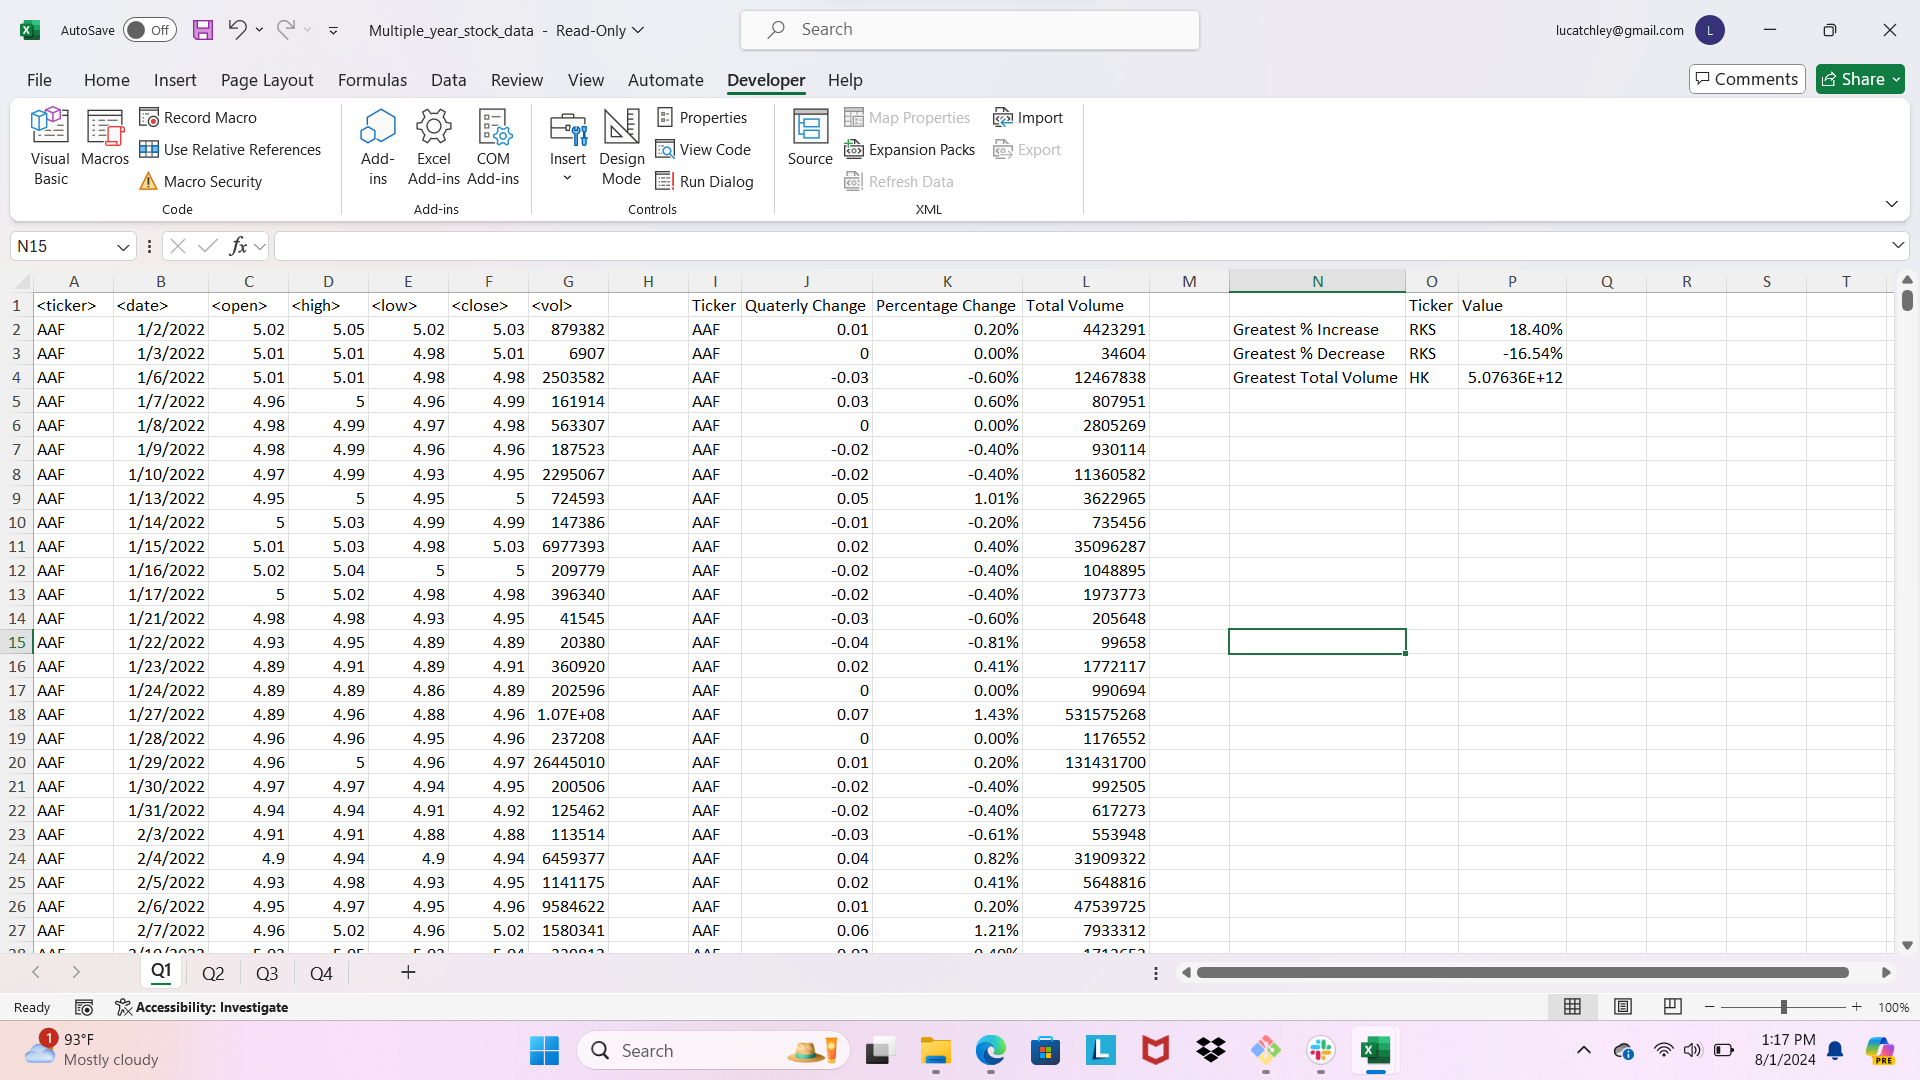 AutoSave Off Multiple_year_stock_data - Read-Only Search lucatchley@gmail.com L
File Home Insert Page Layout Formulas Data Review View Automate Developer Help Comments Share
Visual Basic Macros Record Macro Use Relative References Macro Security Code
Add-ins Excel Add-ins COM Add-ins Add-ins
Insert Design Mode Properties View Code Run Dialog Controls
Source Map Properties Expansion Packs Refresh Data Import Export XML
N15 fx
A B C D E F G H I J K L M N O P Q R S T
1 <ticker> <date> <open> <high> <low> <close> <vol> Ticker Quaterly Change Percentage Change Total Volume Ticker Value
2 AAF 1/2/2022 5.02 5.05 5.02 5.03 879382 AAF 0.01 0.20% 4423291 Greatest % Increase RKS 18.40%
3 AAF 1/3/2022 5.01 5.01 4.98 5.01 6907 AAF 0 0.00% 34604 Greatest % Decrease RKS -16.54%
4 AAF 1/6/2022 5.01 5.01 4.98 4.98 2503582 AAF -0.03 -0.60% 12467838 Greatest Total Volume HK 5.07636E+12
5 AAF 1/7/2022 4.96 5 4.96 4.99 161914 AAF 0.03 0.60% 807951
6 AAF 1/8/2022 4.98 4.99 4.97 4.98 563307 AAF 0 0.00% 2805269
7 AAF 1/9/2022 4.98 4.99 4.96 4.96 187523 AAF -0.02 -0.40% 930114
8 AAF 1/10/2022 4.97 4.99 4.93 4.95 2295067 AAF -0.02 -0.40% 11360582
9 AAF 1/13/2022 4.95 5 4.95 5 724593 AAF 0.05 1.01% 3622965
10 AAF 1/14/2022 5 5.03 4.99 4.99 147386 AAF -0.01 -0.20% 735456
11 AAF 1/15/2022 5.01 5.03 4.98 5.03 6977393 AAF 0.02 0.40% 35096287
12 AAF 1/16/2022 5.02 5.04 5 5 209779 AAF -0.02 -0.40% 1048895
13 AAF 1/17/2022 5 5.02 4.98 4.98 396340 AAF -0.02 -0.40% 1973773
14 AAF 1/21/2022 4.98 4.98 4.93 4.95 41545 AAF -0.03 -0.60% 205648
15 AAF 1/22/2022 4.93 4.95 4.89 4.89 20380 AAF -0.04 -0.81% 99658
16 AAF 1/23/2022 4.89 4.91 4.89 4.91 360920 AAF 0.02 0.41% 1772117
17 AAF 1/24/2022 4.89 4.89 4.86 4.89 202596 AAF 0 0.00% 990694
18 AAF 1/27/2022 4.89 4.96 4.88 4.96 1.07E+08 AAF 0.07 1.43% 531575268
19 AAF 1/28/2022 4.96 4.96 4.95 4.96 237208 AAF 0 0.00% 1176552
20 AAF 1/29/2022 4.96 5 4.96 4.97 26445010 AAF 0.01 0.20% 131431700
21 AAF 1/30/2022 4.97 4.97 4.94 4.95 200506 AAF -0.02 -0.40% 992505
22 AAF 1/31/2022 4.94 4.94 4.91 4.92 125462 AAF -0.02 -0.40% 617273
23 AAF 2/3/2022 4.91 4.91 4.88 4.88 113514 AAF -0.03 -0.61% 553948
24 AAF 2/4/2022 4.9 4.94 4.9 4.94 6459377 AAF 0.04 0.82% 31909322
25 AAF 2/5/2022 4.93 4.98 4.93 4.95 1141175 AAF 0.02 0.41% 5648816
26 AAF 2/6/2022 4.95 4.97 4.95 4.96 9584622 AAF 0.01 0.20% 47539725
27 AAF 2/7/2022 4.96 5.02 4.96 5.02 1580341 AAF 0.06 1.21% 7933312
Q1 Q2 Q3 Q4
Ready Accessibility: Investigate 100%
1 93°F Mostly cloudy Search L PRE
1:17 PM
8/1/2024